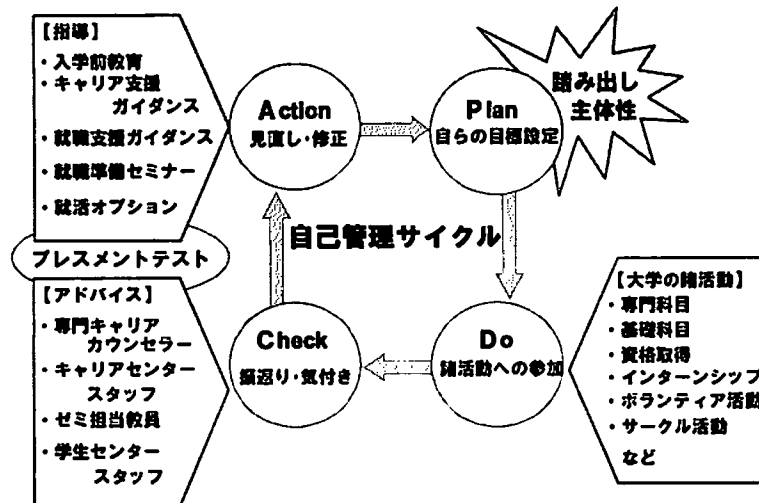 【指導】
・入学前教育
・キャリア支援
ガイダンス
・就職支援ガイダンス
・就職準備セミナー
・就活オプション
プレスメントテスト
【アドバイス】
・専門キャリア
カウンセラー
・キャリアセンター
スタッフ
・ゼミ担当教員
・学生センター
スタッフ
Action
見直し・修正
Plan
自らの目標設定
踏み出し
主体性
自己管理サイクル
Check
振返り・気付き
Do
諸活動への参加
【大学の諸活動】
・専門科目
・基礎科目
・資格取得
・インターンシップ
・ボランティア活動
・サークル活動
など